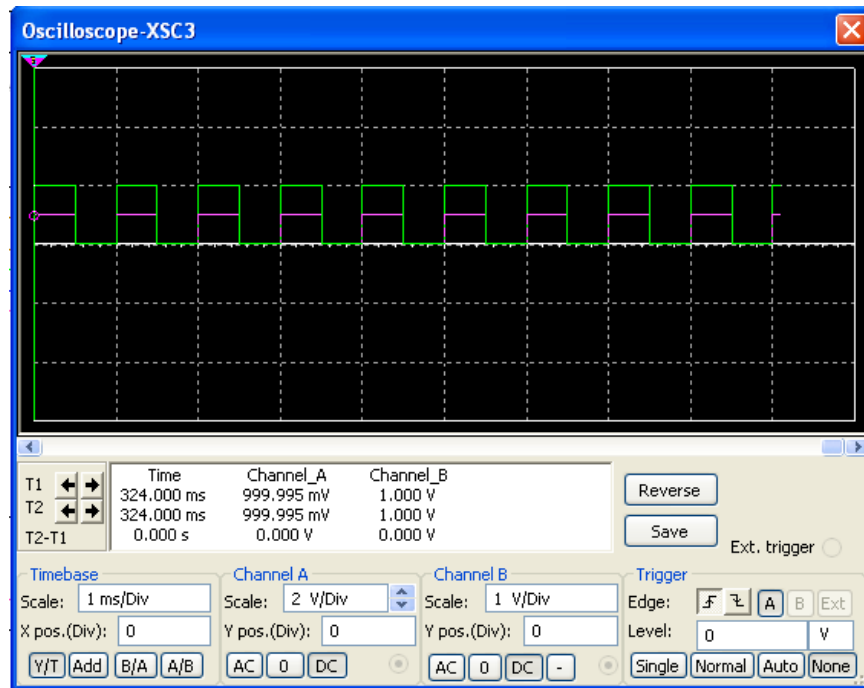 Oscilloscope-XSC3
Time Channel_A Channel_B
T1 324.000 ms 999.995 mV 1.000 V
T2 324.000 ms 999.995 mV 1.000 V
T2-T1 0.000 s 0.000 V 0.000 V
Reverse
Save
Ext. trigger
Timebase Channel A Channel B Trigger
Scale: 1 ms/Div Scale: 2 V/Div Scale: 1 V/Div Edge: A B Ext
X pos.(Div): 0 Y pos.(Div): 0 Y pos.(Div): 0 Level: 0 V
Y/T Add B/A A/B AC 0 DC AC 0 DC - Single Normal Auto None